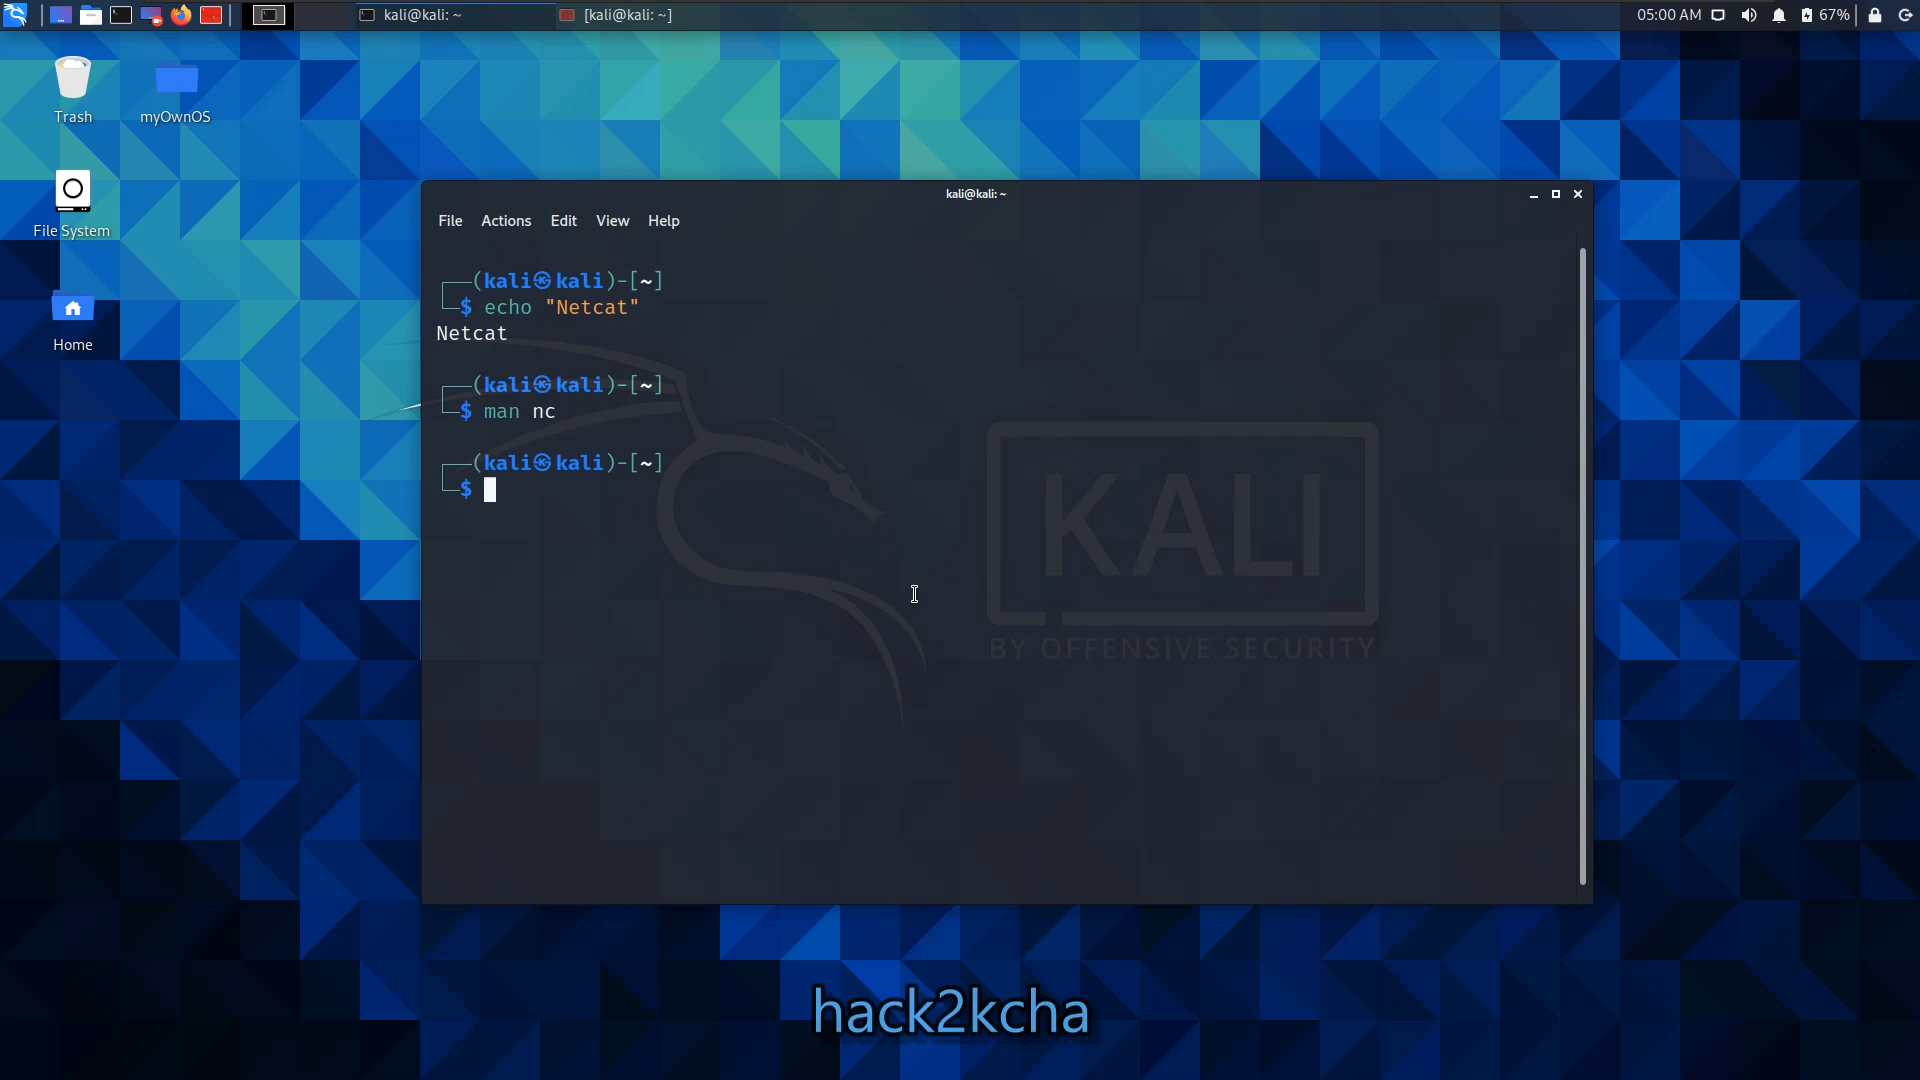 kali@kali: ~
[kali@kali: ~]
05:00 AM
67%
Trash
myOwnOS
File System
Home
kali@kali: ~
File Actions Edit View Help
┌──(kali㉿kali)-[~]
└─$ echo "Netcat"
Netcat
┌──(kali㉿kali)-[~]
└─$ man nc
┌──(kali㉿kali)-[~]
└─$
KALI
BY OFFENSIVE SECURITY
hack2kcha